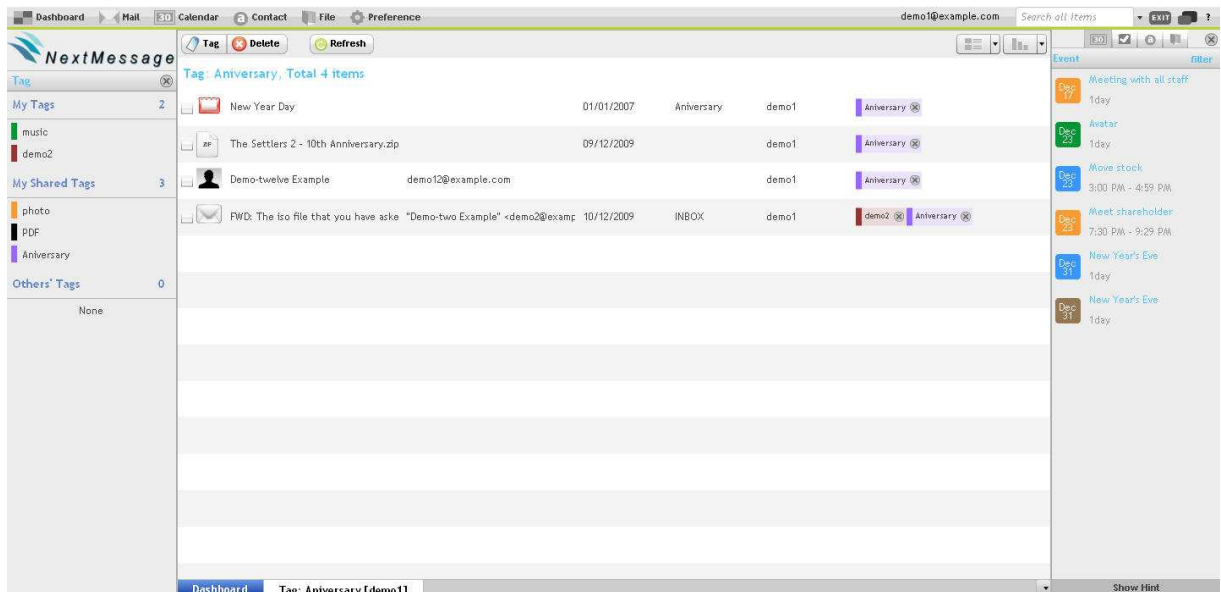 Dashboard Mail 30 Calendar Contact File Preference demo1@example.com Search all items EXIT ?
NextMessage
Tag
My Tags 2
music
demo2
My Shared Tags 3
photo
PDF
Aniversary
Others' Tags 0
None
Tag Delete Refresh
Tag: Aniversary, Total 4 items
New Year Day 01/01/2007 Aniversary demo1 Aniversary
ZIP The Settlers 2 - 10th Anniversary.zip 09/12/2009 demo1 Aniversary
Demo-twelve Example demo12@example.com demo1 Aniversary
FWD: The iso file that you have aske "Demo-two Example" <demo2@examp 10/12/2009 INBOX demo1 demo2 Aniversary
30
Event filter
Dec 17 Meeting with all staff
1day
Dec 23 Avatar
1day
Dec 23 Move stock
3:00 PM - 4:59 PM
Dec 23 Meet shareholder
7:30 PM - 9:29 PM
Dec 31 New Year's Eve
1day
Dec 31 New Year's Eve
1day
Dashboard Tag: Aniversary [demo1] Show Hint